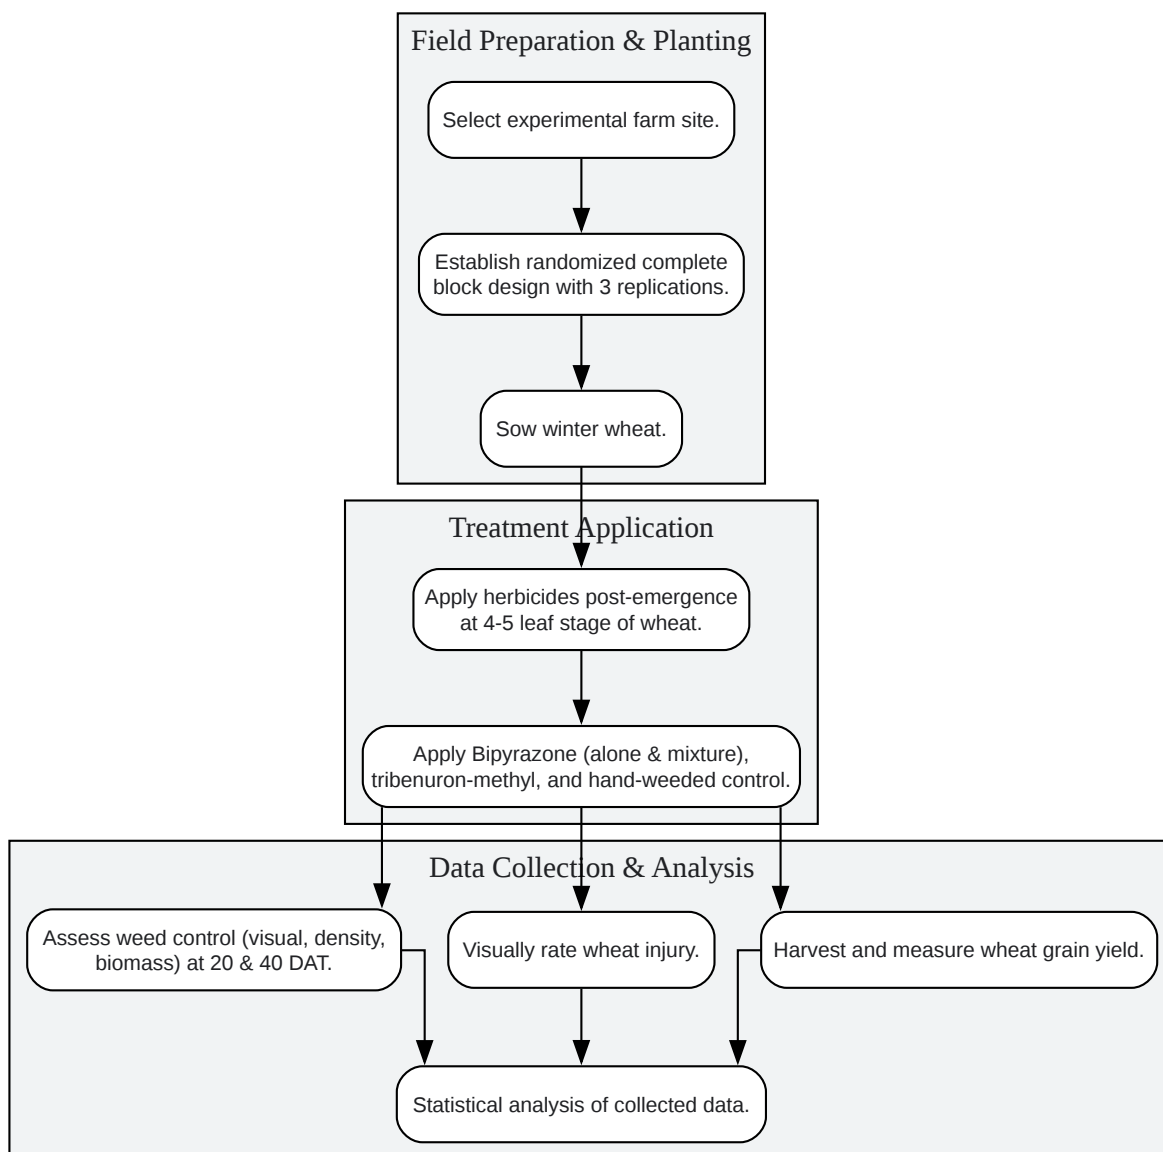 Field Preparation & Planting
Select experimental farm site.
Establish randomized complete
block design with 3 replications.
Sow winter wheat.
Treatment Application
Apply herbicides post-emergence
at 4-5 leaf stage of wheat.
Apply Bipyrazone (alone & mixture),
tribenuron-methyl, and hand-weeded control.
Data Collection & Analysis
Assess weed control (visual, density,
biomass) at 20 & 40 DAT.
Visually rate wheat injury.
Harvest and measure wheat grain yield.
Statistical analysis of collected data.